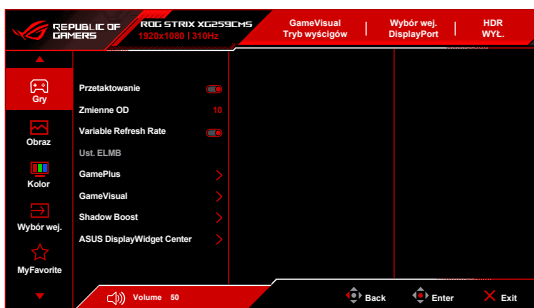 REPUBLIC OF
GAMERS
ROG STRIX XG259CMS
1920x1080 | 310Hz
GameVisual
Tryb wyścigów
Wybór wej.
DisplayPort
HDR
WYŁ.
Gry
Obraz
Kolor
Wybór wej.
MyFavorite
Przetaktowanie
Zmienne OD 10
Variable Refresh Rate
Ust. ELMB
GamePlus
GameVisual
Shadow Boost
ASUS DisplayWidget Center
Volume 50
Back
Enter
Exit